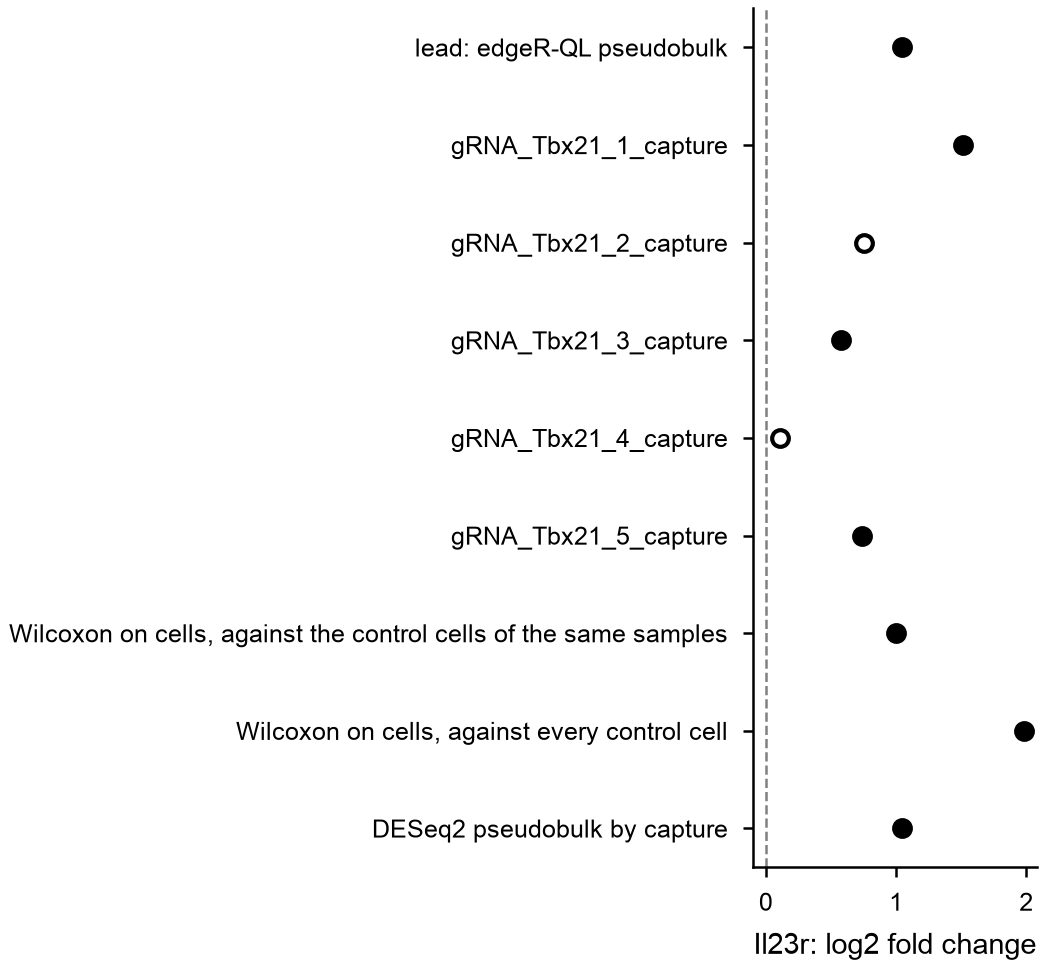 lead: edgeR-QL pseudobulk
gRNA_Tbx21_1_capture
gRNA_Tbx21_2_capture
gRNA_Tbx21_3_capture
gRNA_Tbx21_4_capture
gRNA_Tbx21_5_capture
Wilcoxon on cells, against the control cells of the same samples
Wilcoxon on cells, against every control cell
DESeq2 pseudobulk by capture
0 1 2
Il23r: log2 fold change